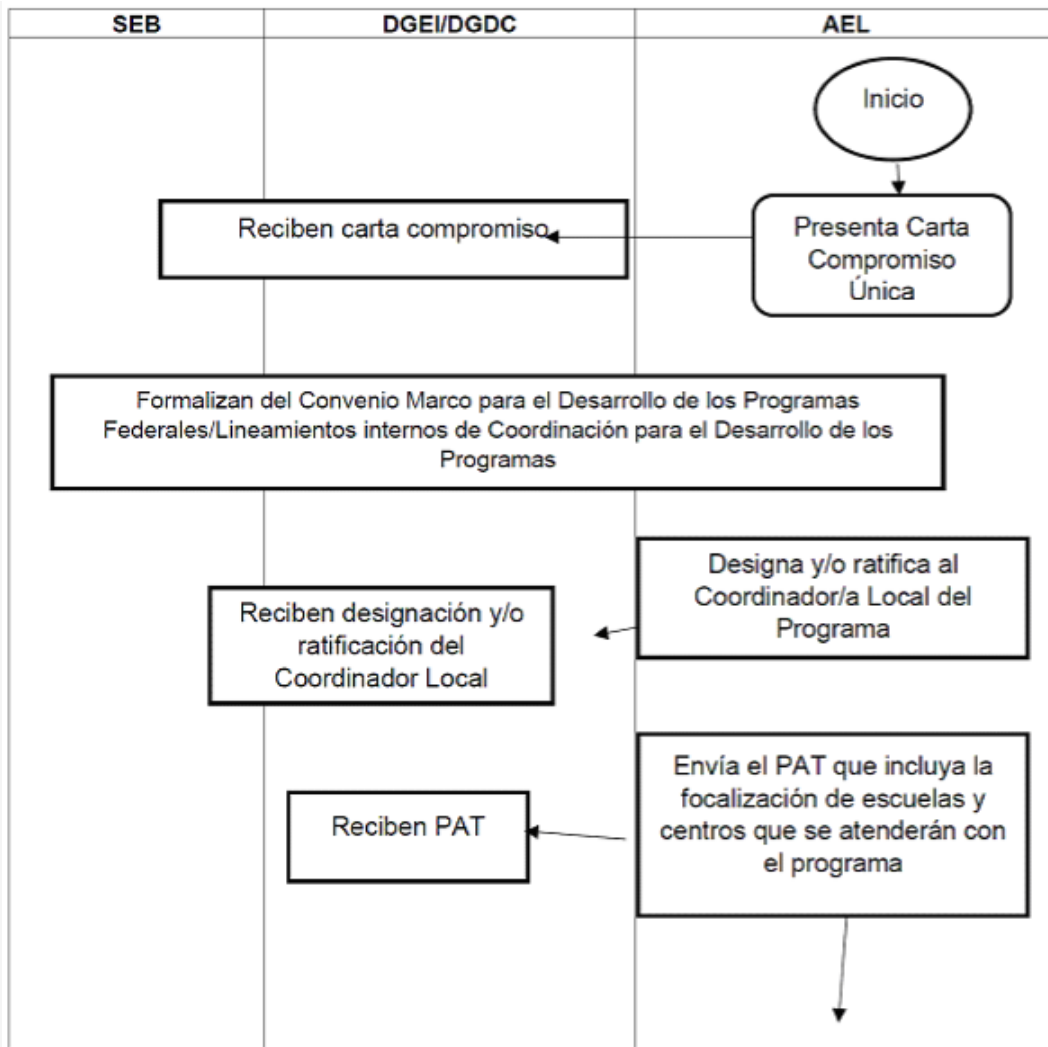 SEB
DGEI/DGDC
AEL
Inicio
Reciben carta compromiso
Presenta Carta
Compromiso
Única
Formalizan del Convenio Marco para el Desarrollo de los Programas
Federales/Lineamientos internos de Coordinación para el Desarrollo de los
Programas
Designa y/o ratifica al
Coordinador/a Local del
Programa
Reciben designación y/o
ratificación del
Coordinador Local
Envía el PAT que incluya la
focalización de escuelas y
centros que se atenderán con
el programa
Reciben PAT